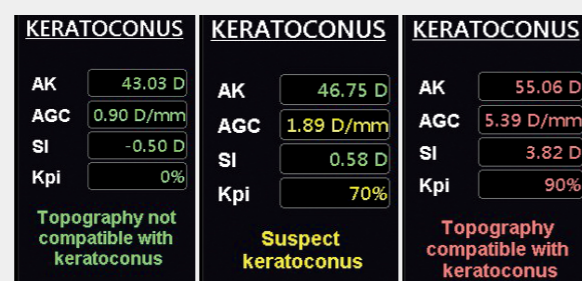 KERATOCONUS
AK 43.03 D
AGC 0.90 D/mm
SI -0.50 D
Kpi 0%
Topography not
compatible with
keratoconus
KERATOCONUS
AK 46.75 D
AGC 1.89 D/mm
SI 0.58 D
Kpi 70%
Suspect
keratoconus
KERATOCONUS
AK 55.06 D
AGC 5.39 D/mm
SI 3.82 D
Kpi 90%
Topography
compatible with
keratoconus